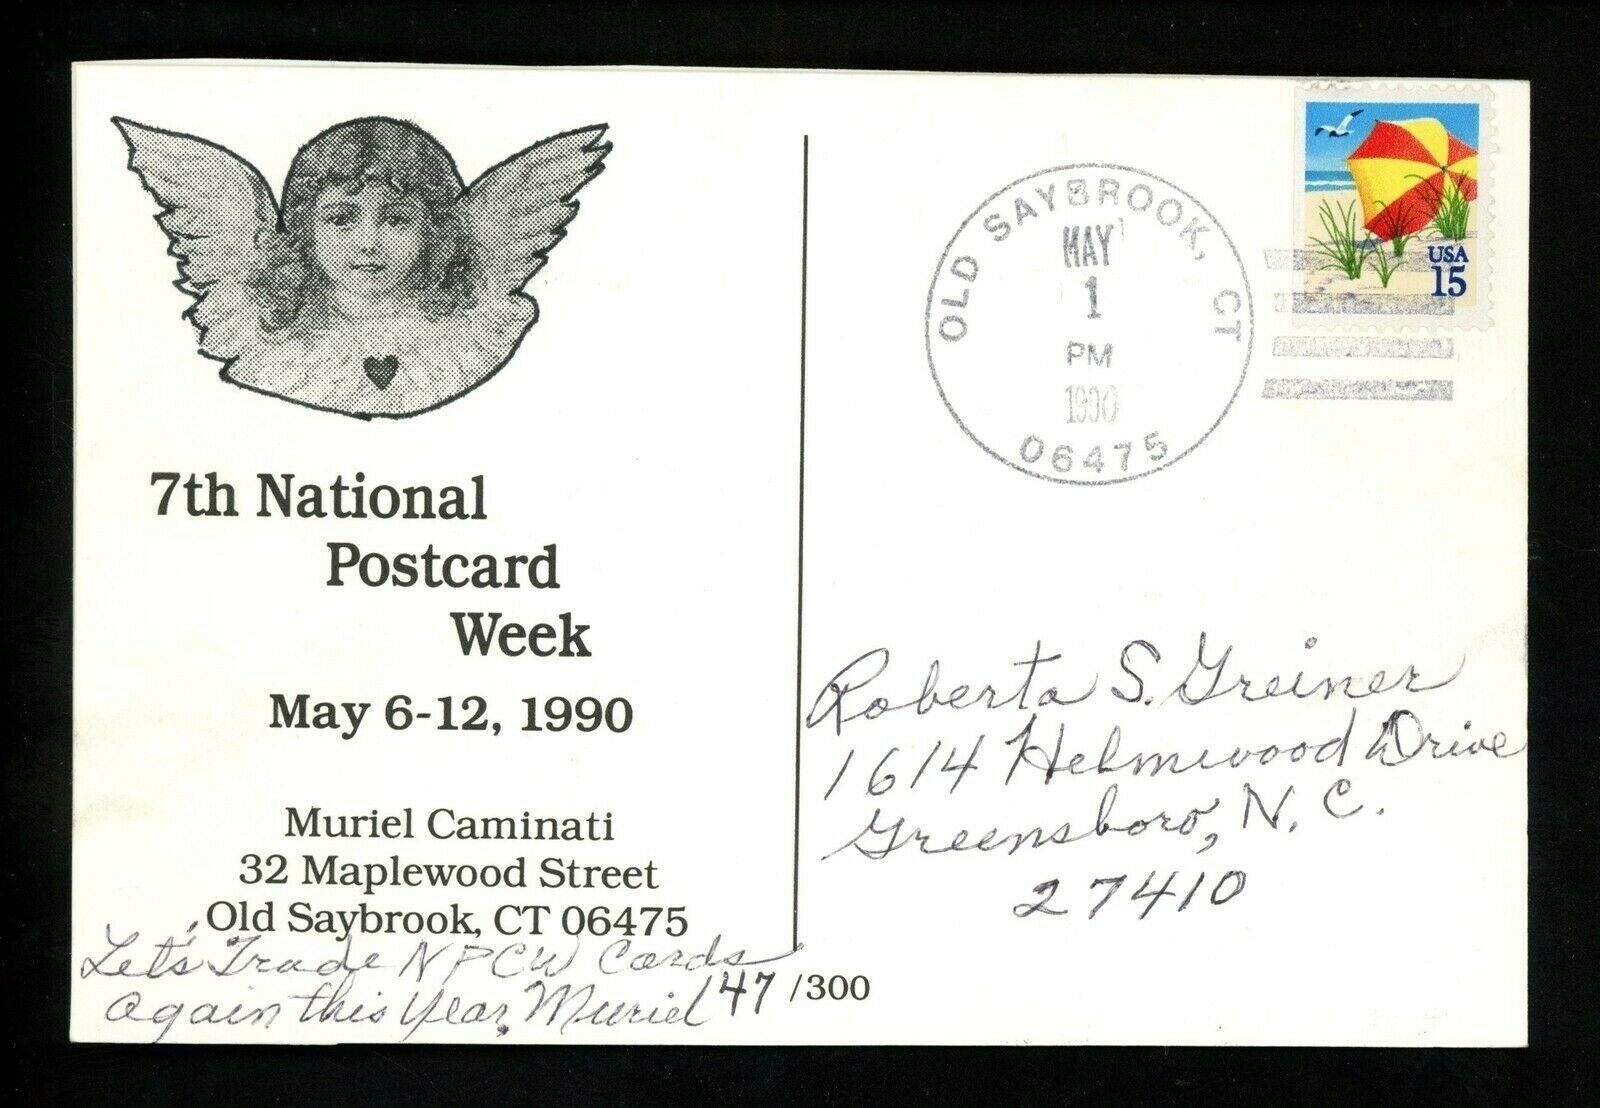 7th National
Postcard
Week
May 6-12, 1990
Muriel Caminati
32 Maplewood Street
Old Saybrook, CT 06475
Let's Trade NPCW Cards
again this year, Muriel
147 /300
OLD SAYBROOK, CT
MAY
1
PM
1990
06475
USA
15
Roberta S. Greiner
1614 Helmwood Drive
Greensboro, N.C.
27410